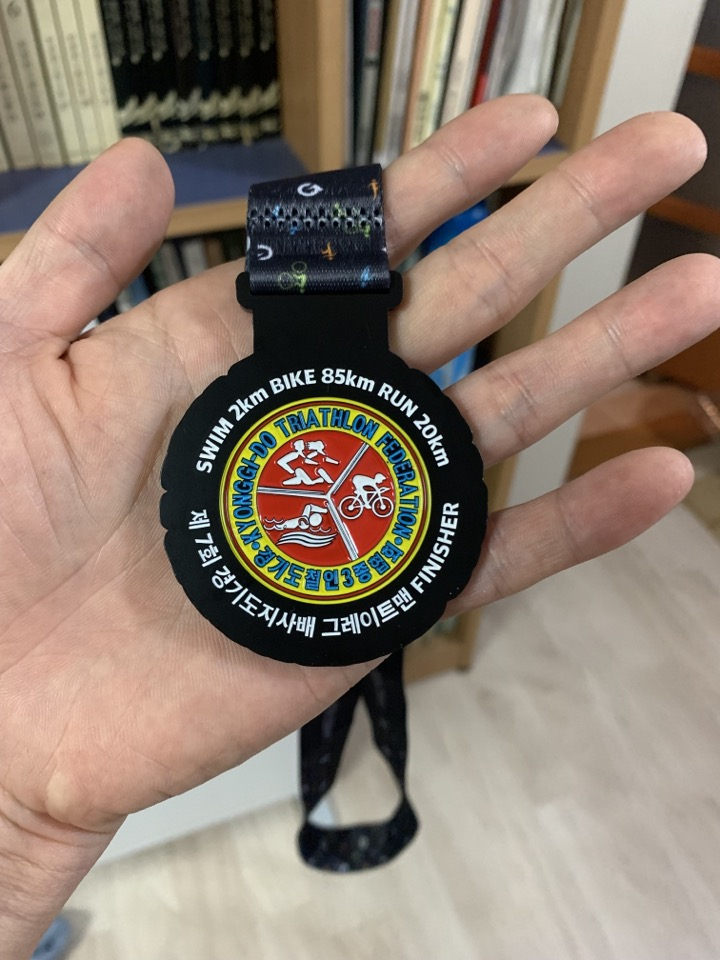 SWIM 2km BIKE 85km RUN 20km
KYONGGI-DO TRIATHLON FEDERATION
경기도철인3종협회
제 7회 경기도지사배 그레이트맨 FINISHER